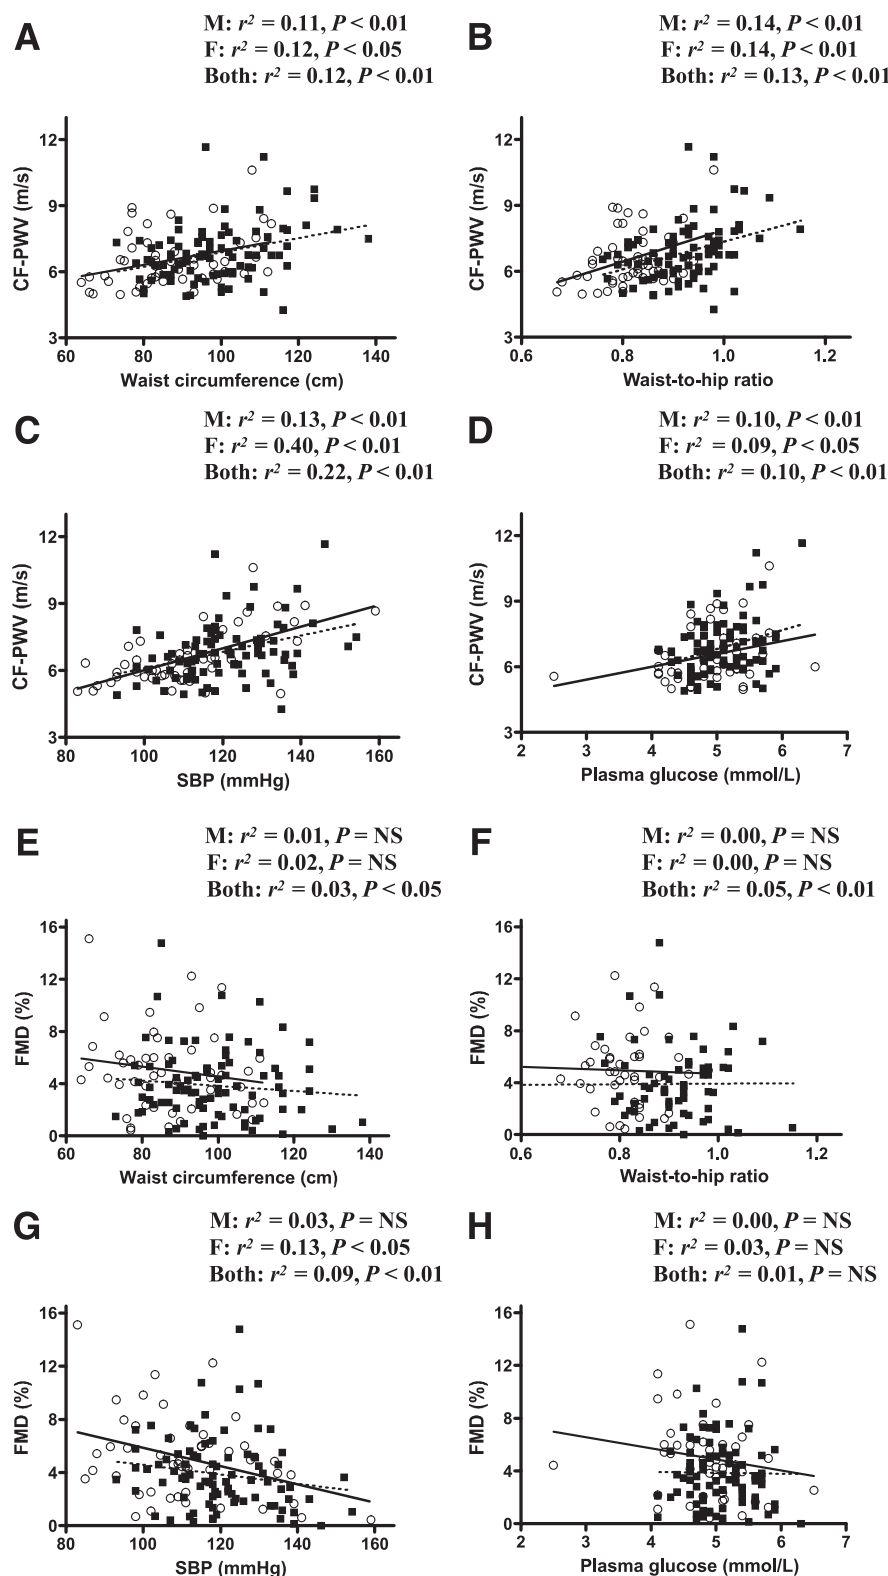 A
M: r² = 0.11, P < 0.01
F: r² = 0.12, P < 0.05
Both: r² = 0.12, P < 0.01
CF-PWV (m/s)
12
9
6
3
60 80 100 120 140
Waist circumference (cm)
B
M: r² = 0.14, P < 0.01
F: r² = 0.14, P < 0.01
Both: r² = 0.13, P < 0.01
CF-PWV (m/s)
12
9
6
3
0.6 0.8 1.0 1.2
Waist-to-hip ratio
C
M: r² = 0.13, P < 0.01
F: r² = 0.40, P < 0.01
Both: r² = 0.22, P < 0.01
CF-PWV (m/s)
12
9
6
3
80 100 120 140 160
SBP (mmHg)
D
M: r² = 0.10, P < 0.01
F: r² = 0.09, P < 0.05
Both: r² = 0.10, P < 0.01
CF-PWV (m/s)
12
9
6
3
2 3 4 5 6 7
Plasma glucose (mmol/L)
E
M: r² = 0.01, P = NS
F: r² = 0.02, P = NS
Both: r² = 0.03, P < 0.05
FMD (%)
16
12
8
4
0
60 80 100 120 140
Waist circumference (cm)
F
M: r² = 0.00, P = NS
F: r² = 0.00, P = NS
Both: r² = 0.05, P < 0.01
FMD (%)
16
12
8
4
0
0.6 0.8 1.0 1.2
Waist-to-hip ratio
G
M: r² = 0.03, P = NS
F: r² = 0.13, P < 0.05
Both: r² = 0.09, P < 0.01
FMD (%)
16
12
8
4
0
80 100 120 140 160
SBP (mmHg)
H
M: r² = 0.00, P = NS
F: r² = 0.03, P = NS
Both: r² = 0.01, P = NS
FMD (%)
16
12
8
4
0
2 3 4 5 6 7
Plasma glucose (mmol/L)